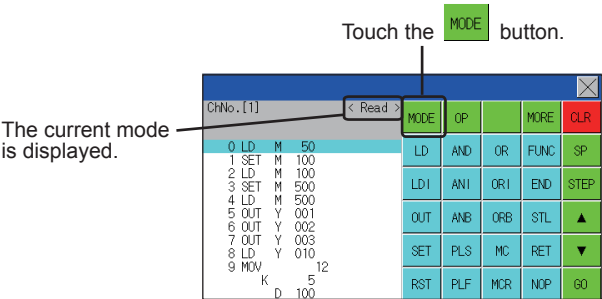 Touch the MODE button.
The current mode
is displayed.
ChNo.[1] < Read >
0 LD M 50
1 SET M 100
2 LD M 100
3 SET M 500
4 LD M 500
5 OUT Y 001
6 OUT Y 002
7 OUT Y 003
8 LD Y 010
9 MOV 12
K 5
D 100
MODE OP MORE CLR
LD AND OR FUNC SP
LDI ANI ORI END STEP
OUT ANB ORB STL ▲
SET PLS MC RET ▼
RST PLF MCR NOP GO